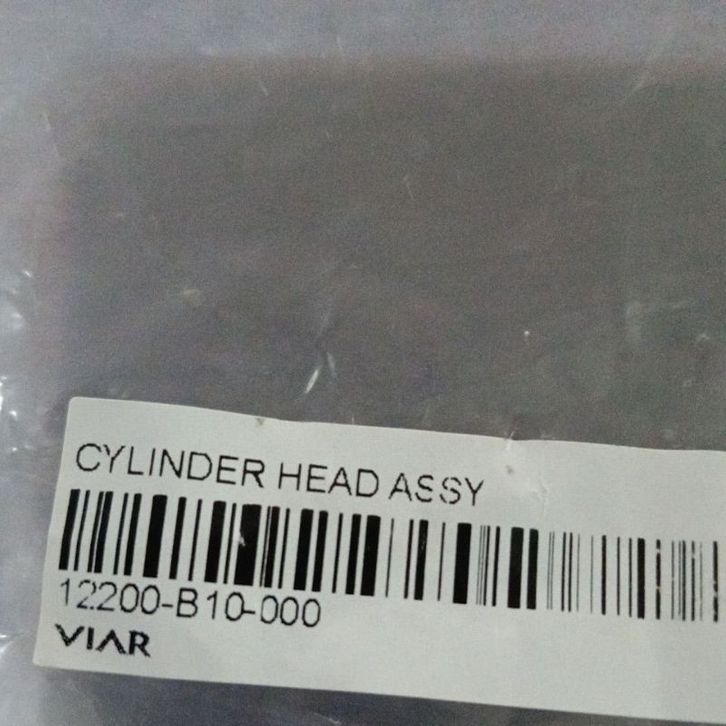 CYLINDER HEAD ASSY
12200-B10-000
VIAR